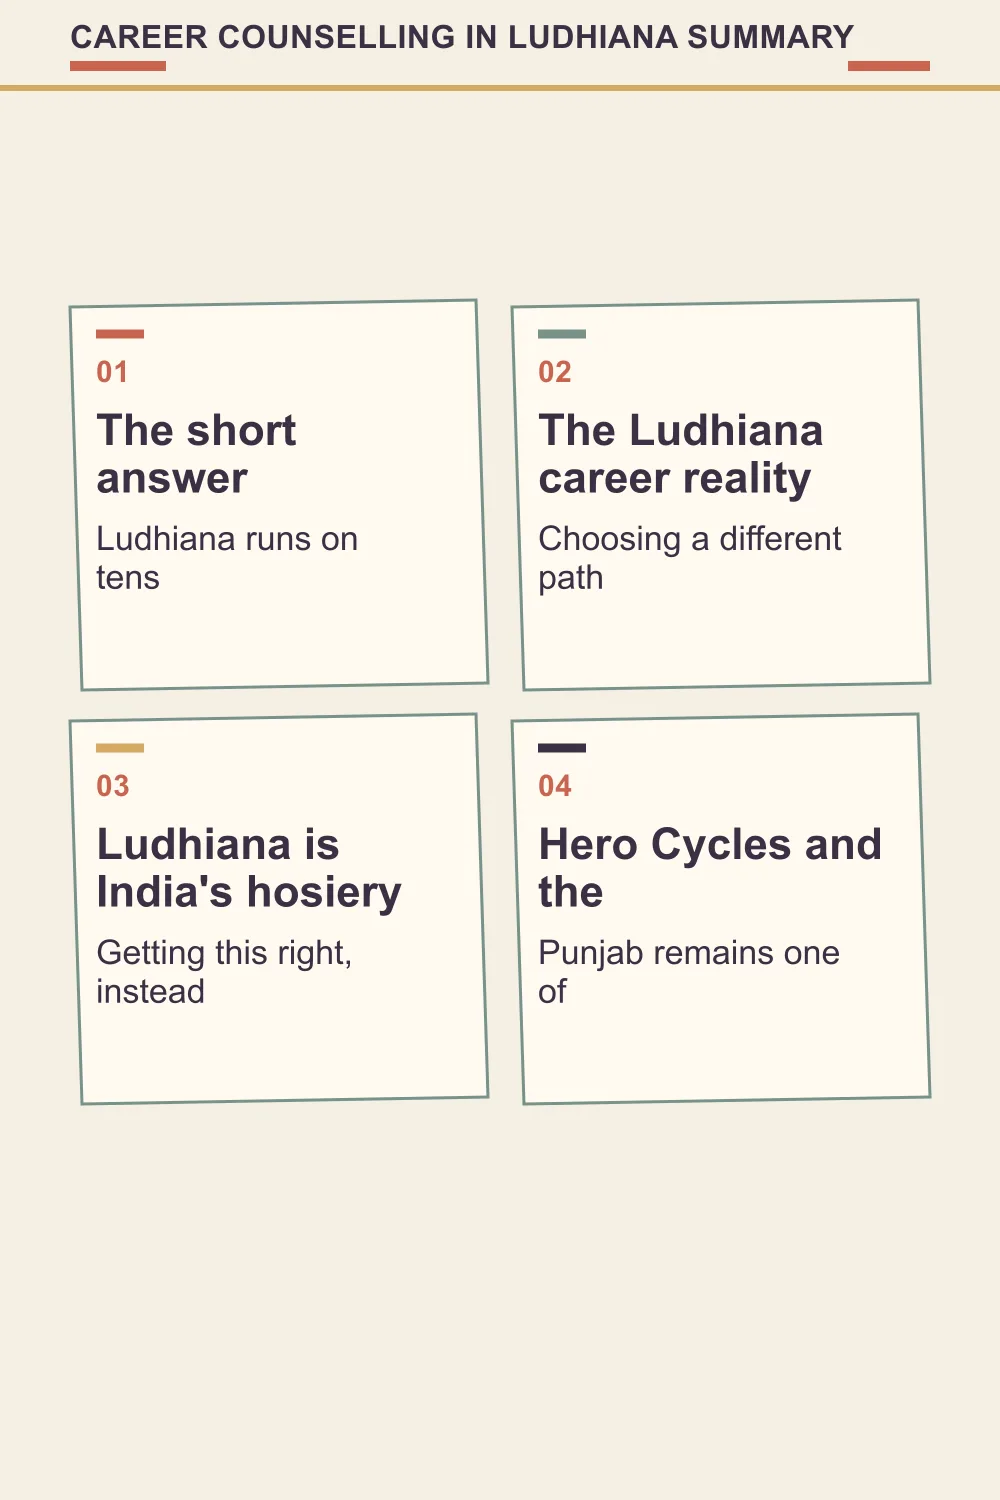 CAREER COUNSELLING IN LUDHIANA SUMMARY
01
The short
answer
Ludhiana runs on
tens
02
The Ludhiana
career reality
Choosing a different
path
03
Ludhiana is
India's hosiery
Getting this right,
instead
04
Hero Cycles and
the
Punjab remains one
of